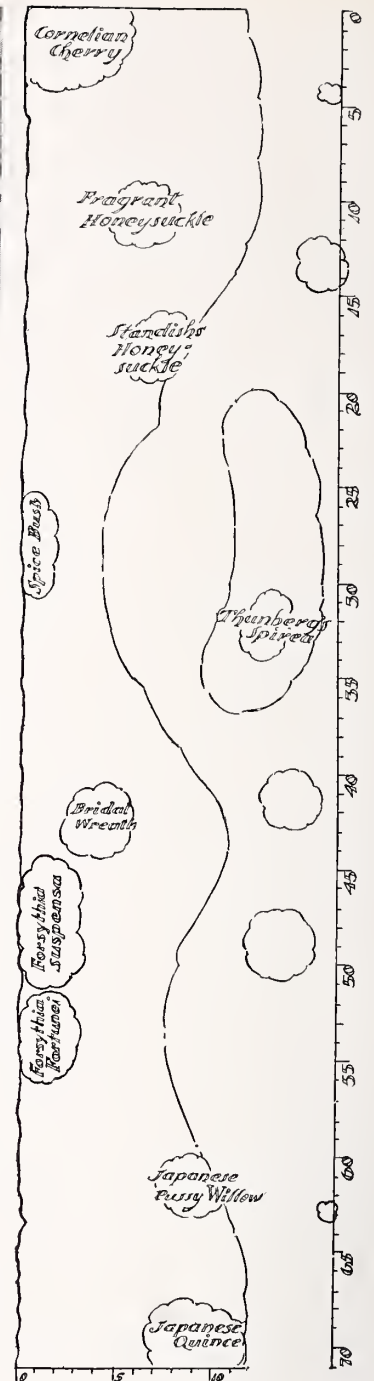 Cornelian
Cherry
Fragrant
Honeysuckle
Standishs
Honey-
suckle
Spice Bush
Thunbergs
Spirea
Bridal
Wreath
Forsythia
suspensa
Forsythia
Fortunei
Japanese
Pussy Willow
Japanese
Quince
0
5
10
15
20
25
30
35
40
45
50
55
60
65
70
0
5
10